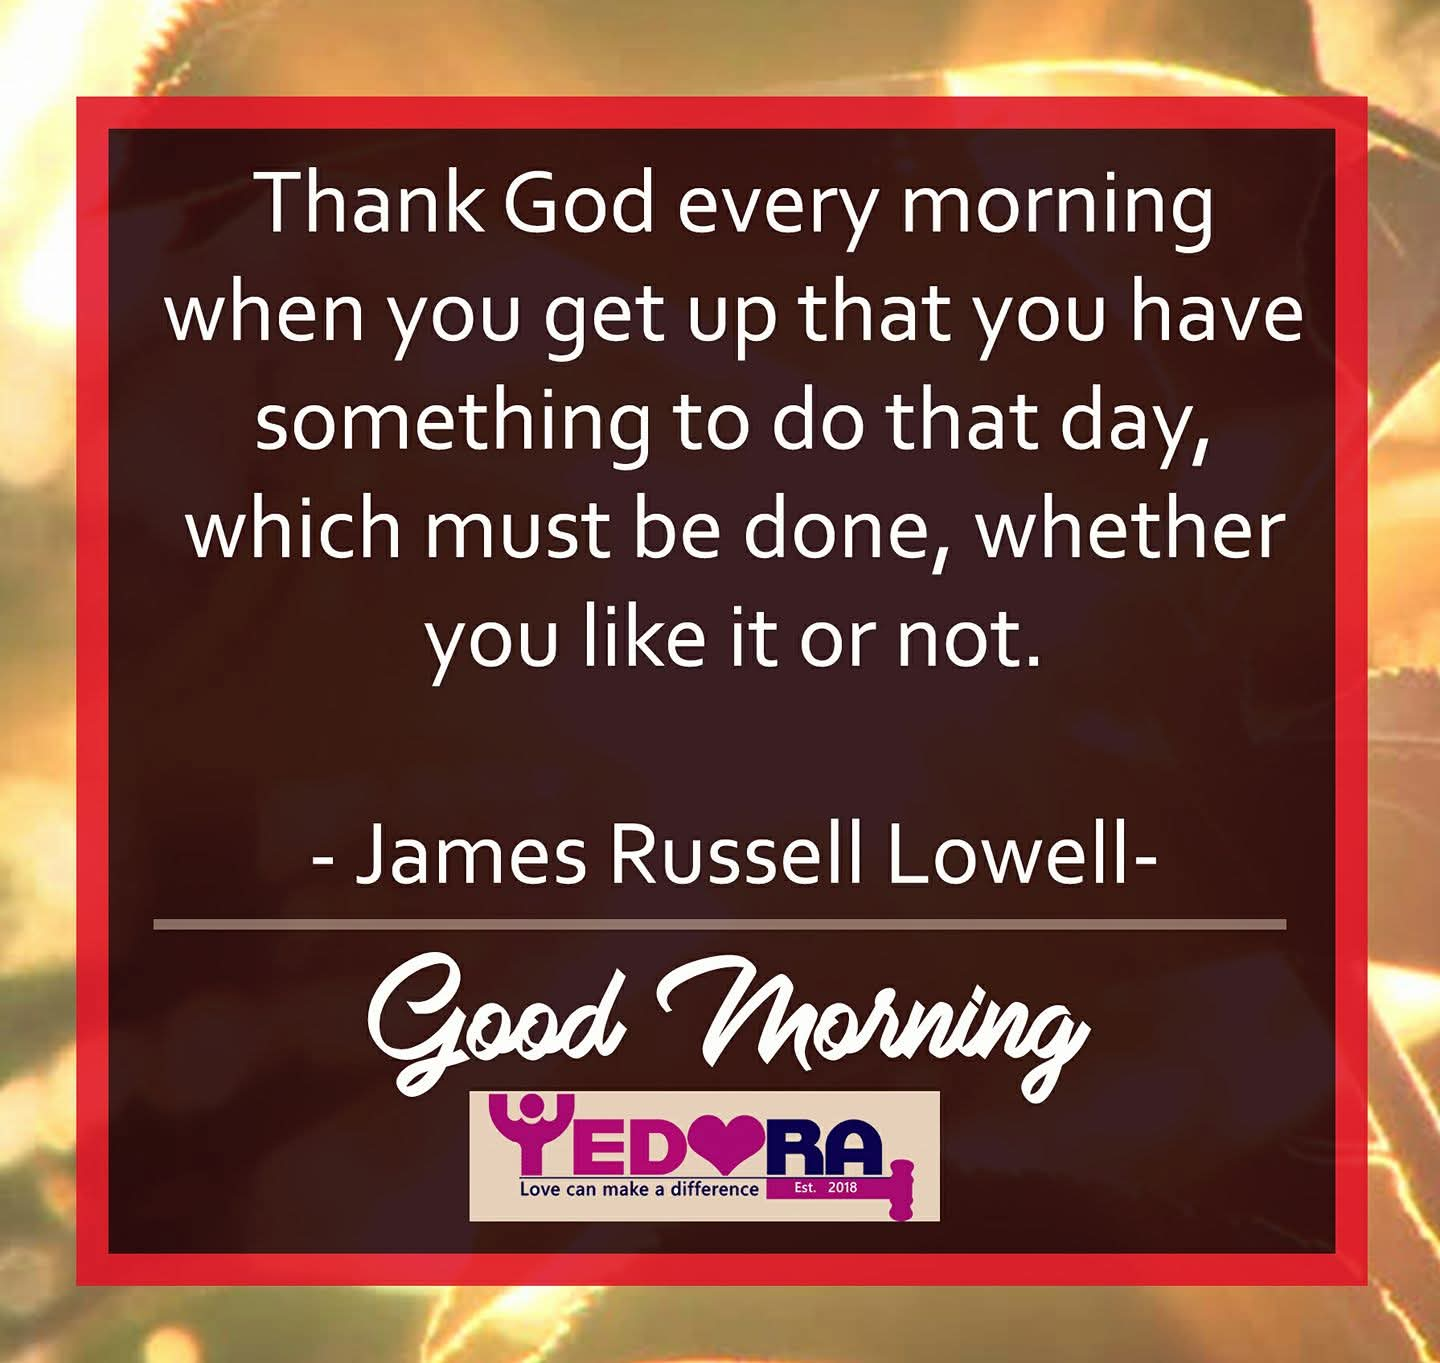 Thank God every morning
when you get up that you have
something to do that day,
which must be done, whether
you like it or not.
- James Russell Lowell-
Good Morning
YEDORA
Love can make a difference
Est. 2018